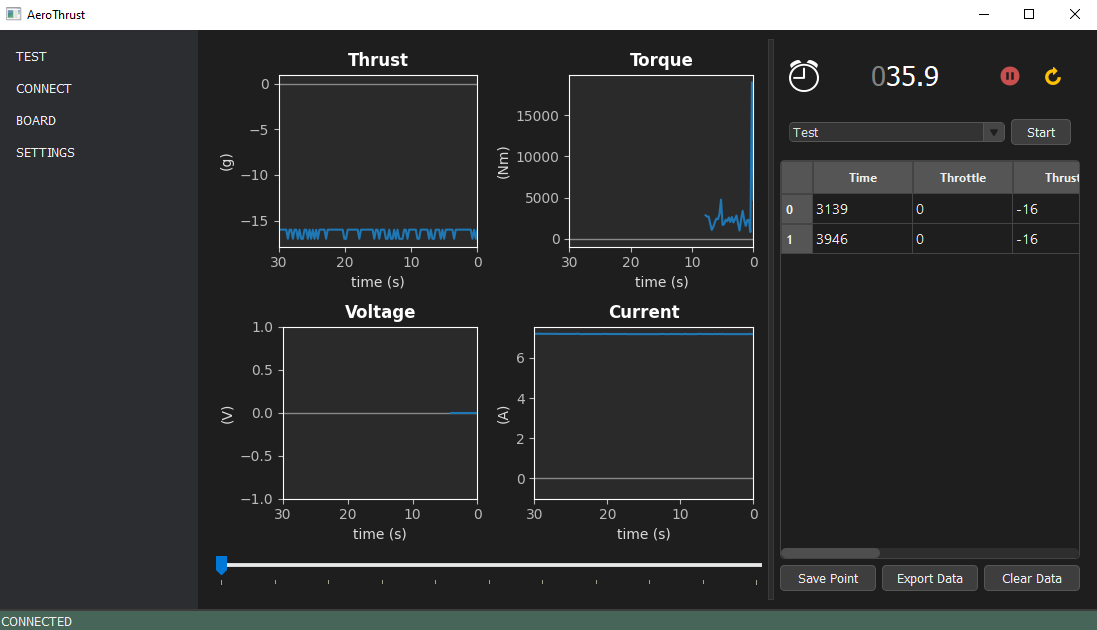 AeroThrust
TEST
CONNECT
BOARD
SETTINGS
Thrust
0
−5
−10
−15
(g)
30 20 10 0
time (s)
Torque
15000
10000
5000
0
(Nm)
30 20 10 0
time (s)
Voltage
1.0
0.5
0.0
−0.5
−1.0
(V)
30 20 10 0
time (s)
Current
6
4
2
0
(A)
30 20 10 0
time (s)
035.9
Test Start
Time Throttle Thrust
0 3139 0 -16
1 3946 0 -16
Save Point Export Data Clear Data
CONNECTED